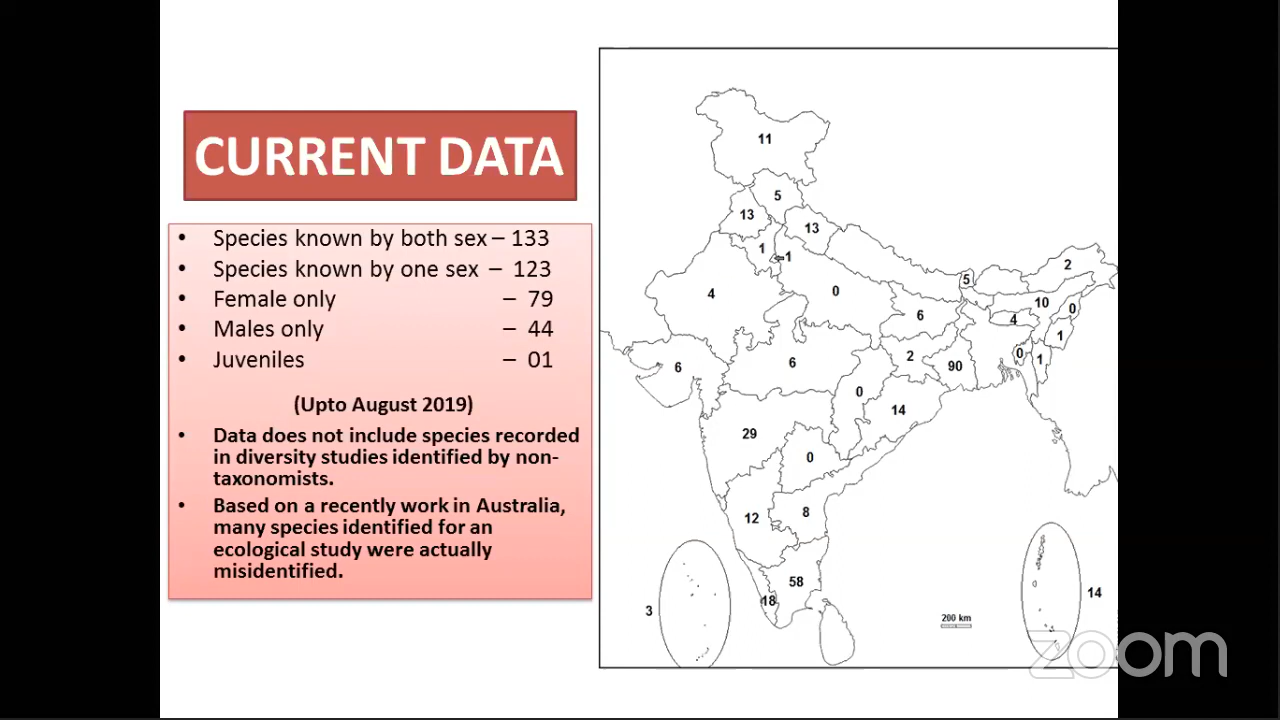 CURRENT DATA
• Species known by both sex – 133
• Species known by one sex – 123
• Female only – 79
• Males only – 44
• Juveniles – 01
(Upto August 2019)
• Data does not include species recorded
in diversity studies identified by non-
taxonomists.
• Based on a recently work in Australia,
many species identified for an
ecological study were actually
misidentified.
11
5
13
13
1
1
2
5
4
0
10
0
6
4
1
0
1
6
6
2
90
0
14
29
0
12
8
58
18
3
14
200 km
zoom